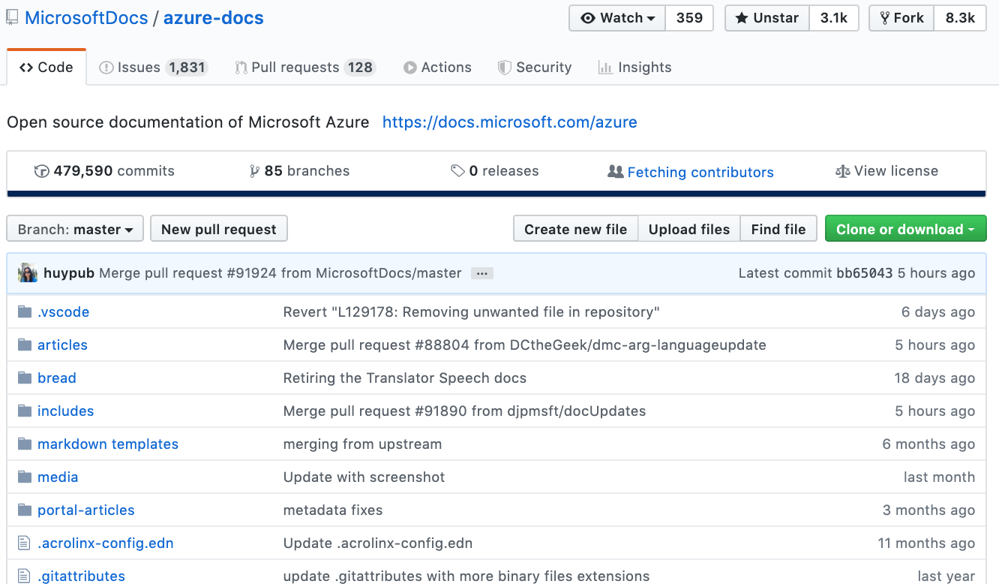 MicrosoftDocs / azure-docs Watch 359 Unstar 3.1k Fork 8.3k
Code Issues 1,831 Pull requests 128 Actions Security Insights
Open source documentation of Microsoft Azure https://docs.microsoft.com/azure
479,590 commits 85 branches 0 releases Fetching contributors View license
Branch: master New pull request Create new file Upload files Find file Clone or download
huypub Merge pull request #91924 from MicrosoftDocs/master ... Latest commit bb65043 5 hours ago
.vscode Revert "L129178: Removing unwanted file in repository" 6 days ago
articles Merge pull request #88804 from DCtheGeek/dmc-arg-languageupdate 5 hours ago
bread Retiring the Translator Speech docs 18 days ago
includes Merge pull request #91890 from djpmsft/docUpdates 5 hours ago
markdown templates merging from upstream 6 months ago
media Update with screenshot last month
portal-articles metadata fixes 3 months ago
.acrolinx-config.edn Update .acrolinx-config.edn 11 months ago
.gitattributes update .gitattributes with more binary files extensions last year